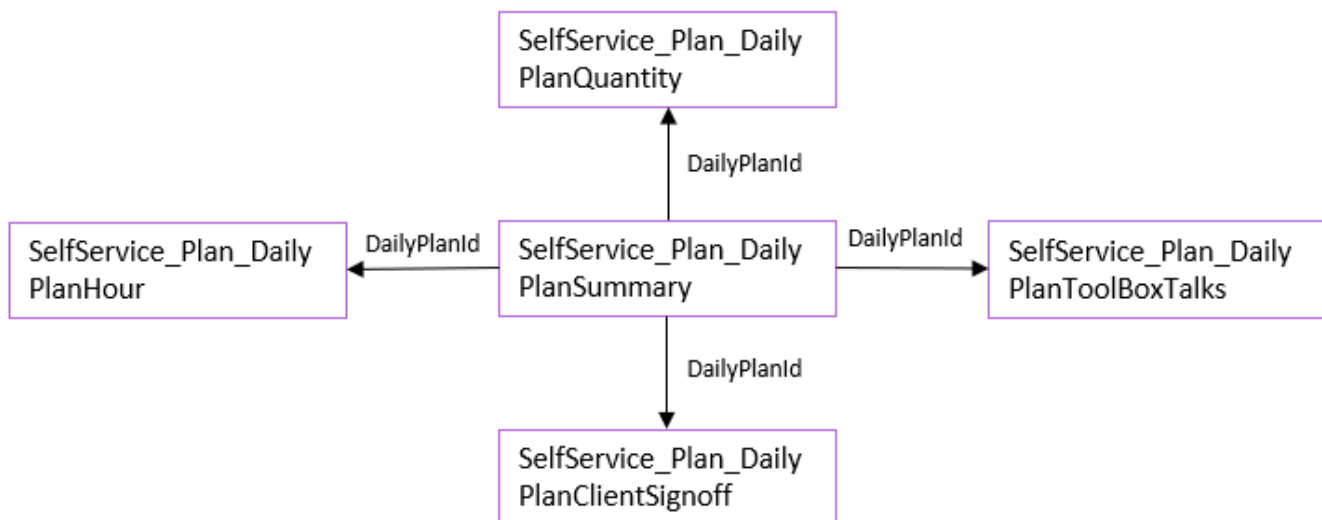 SelfService_Plan_Daily
PlanQuantity
DailyPlanId
SelfService_Plan_Daily
PlanHour
DailyPlanId
SelfService_Plan_Daily
PlanSummary
DailyPlanId
SelfService_Plan_Daily
PlanToolBoxTalks
DailyPlanId
SelfService_Plan_Daily
PlanClientSignoff